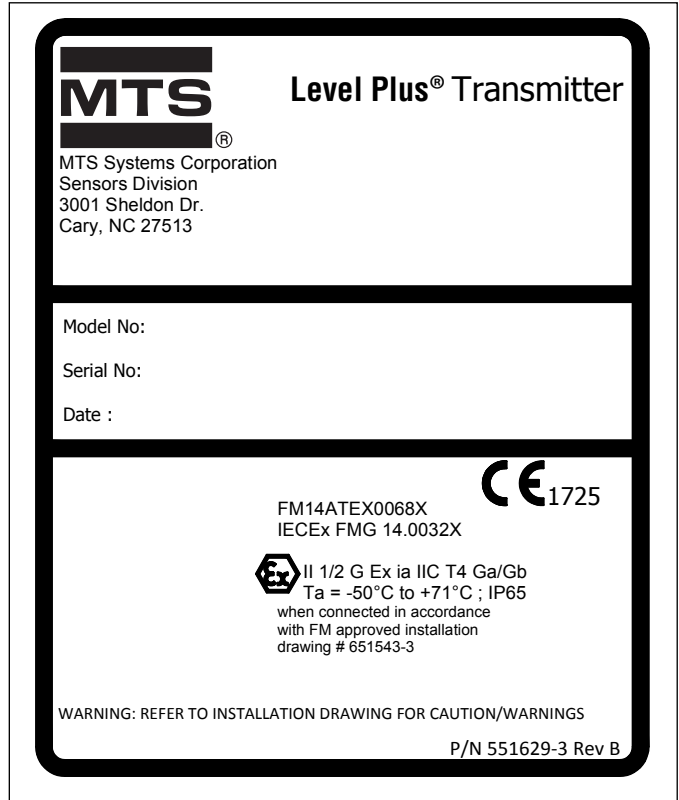 MTS
®
Level Plus® Transmitter
MTS Systems Corporation
Sensors Division
3001 Sheldon Dr.
Cary, NC 27513
Model No:
Serial No:
Date :
CE 1725
FM14ATEX0068X
IECEx FMG 14.0032X
Ex II 1/2 G Ex ia IIC T4 Ga/Gb
Ta = -50°C to +71°C ; IP65
when connected in accordance
with FM approved installation
drawing # 651543-3
WARNING: REFER TO INSTALLATION DRAWING FOR CAUTION/WARNINGS
P/N 551629-3 Rev B